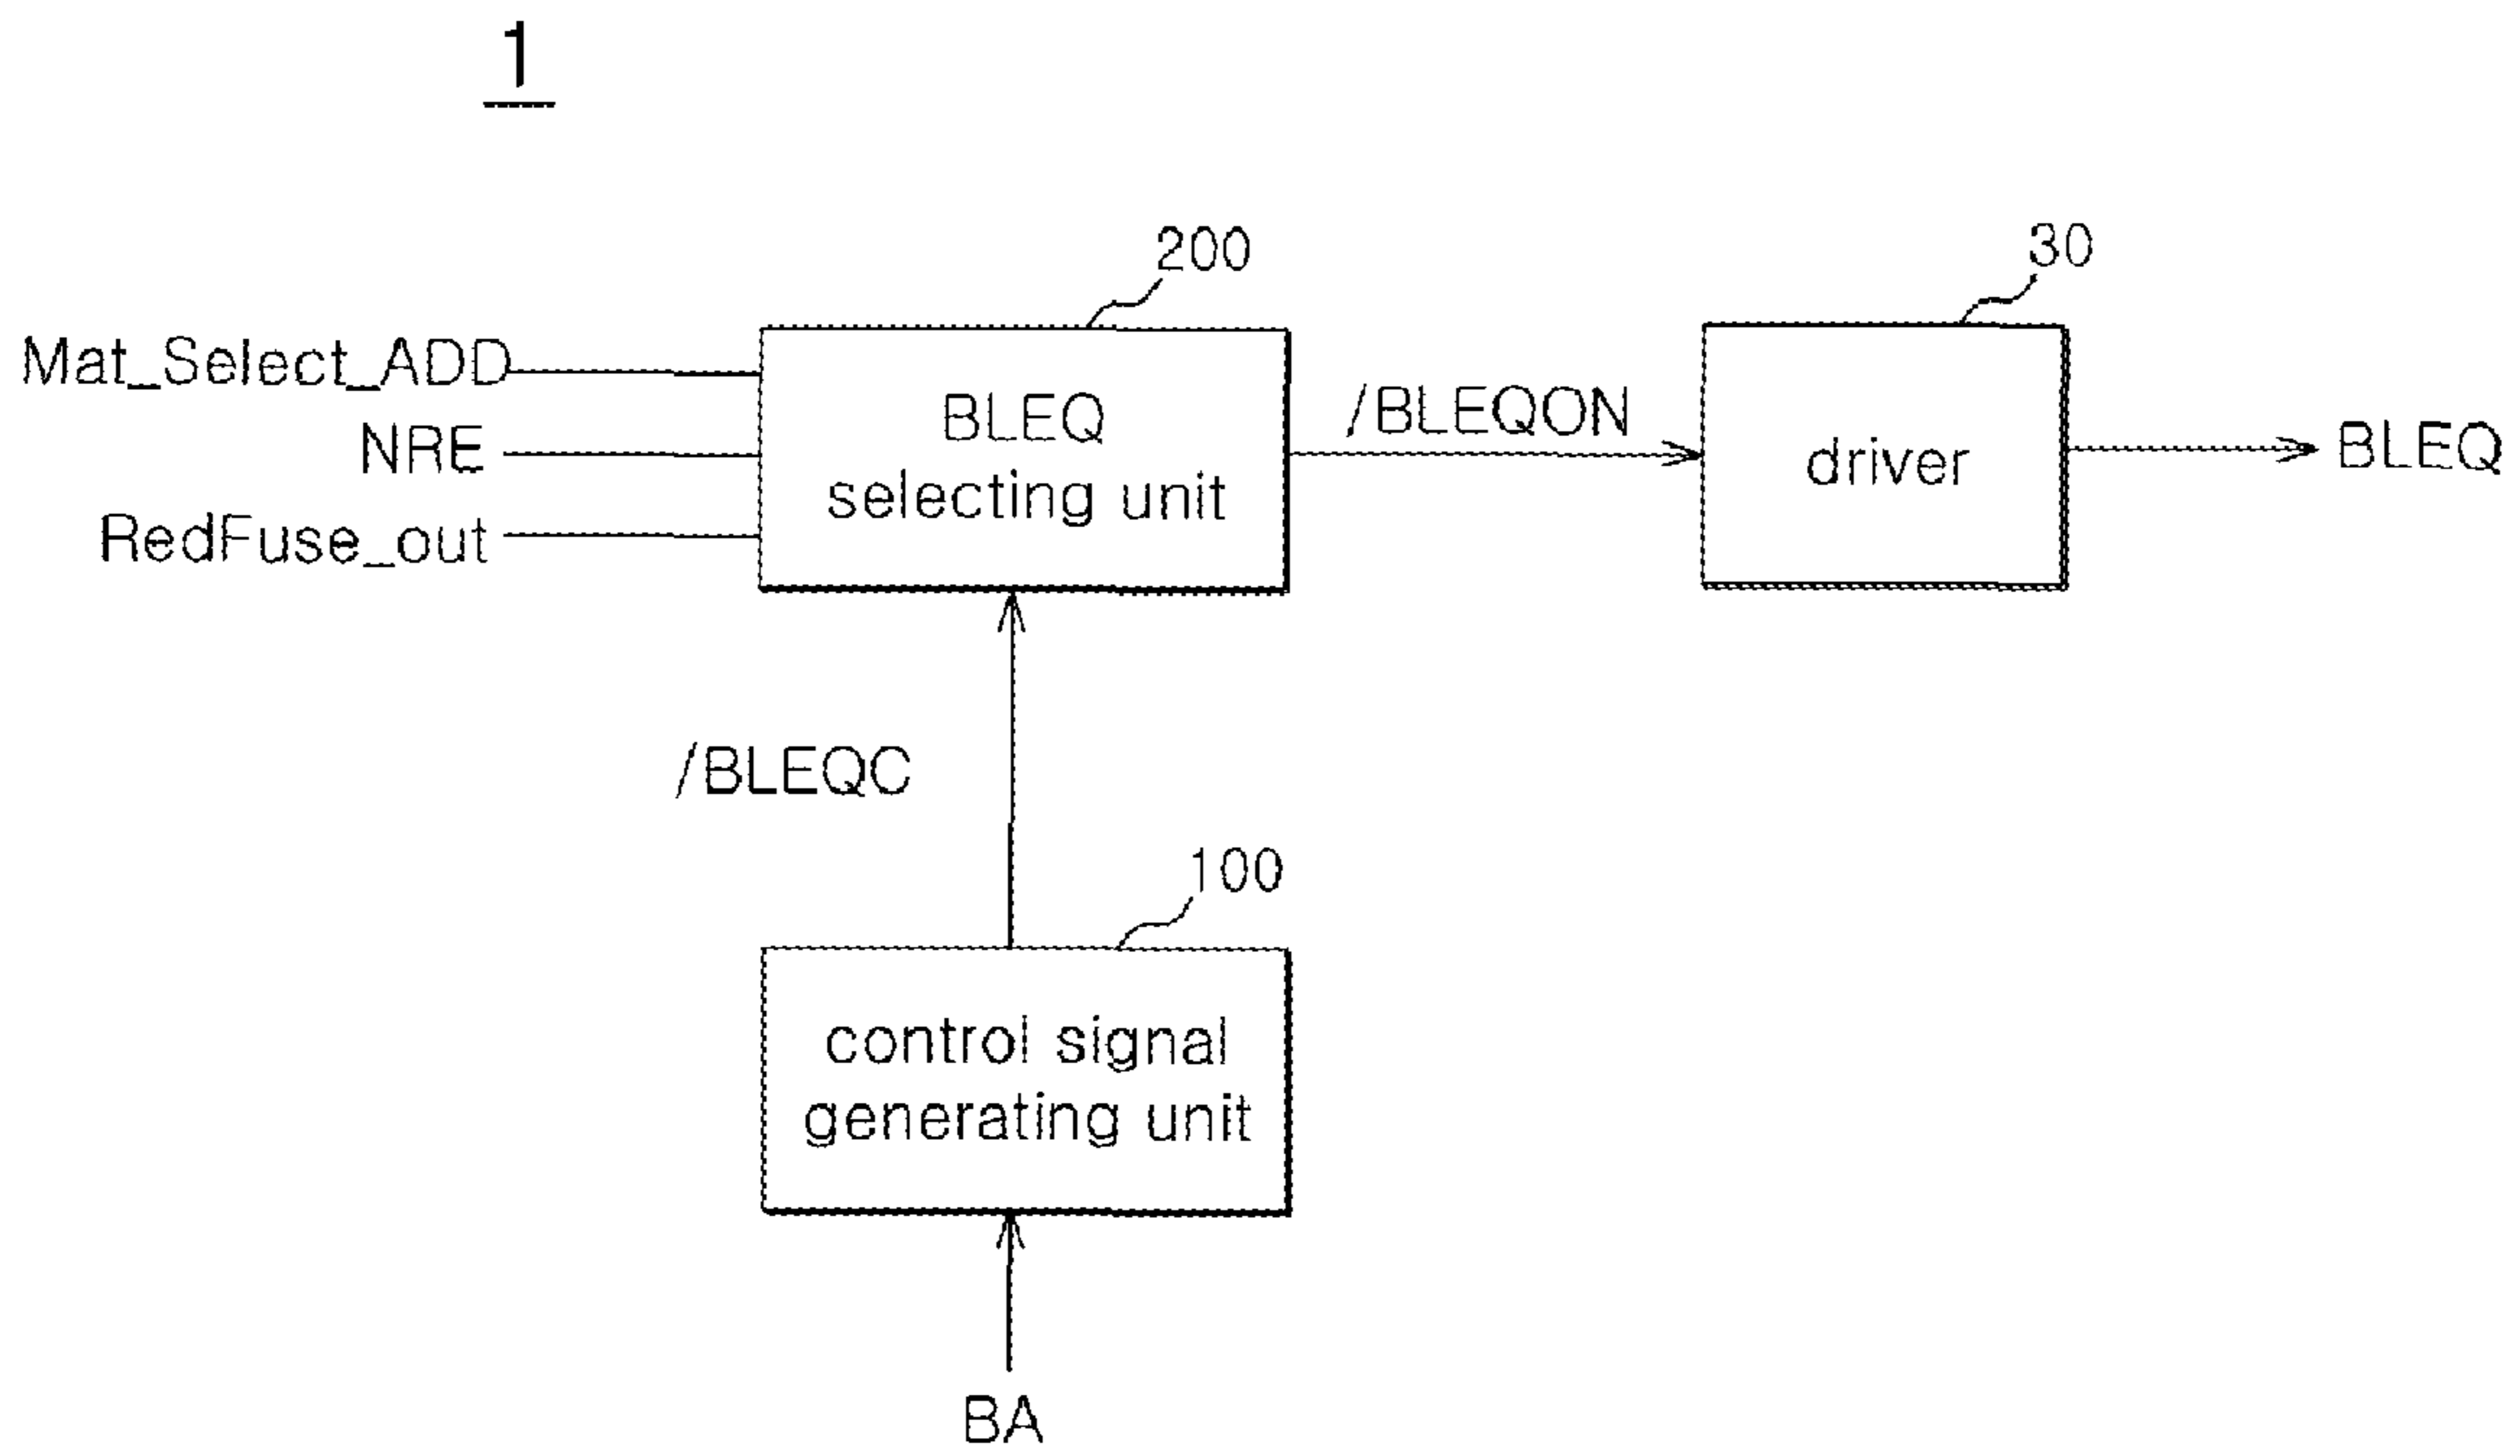 1
200
30
Mat_Select_ADD
NRE
RedFuse_out
BLEQ
selecting unit
/BLEQON
driver
BLEQ
/BLEQC
100
control signal
generating unit
BA